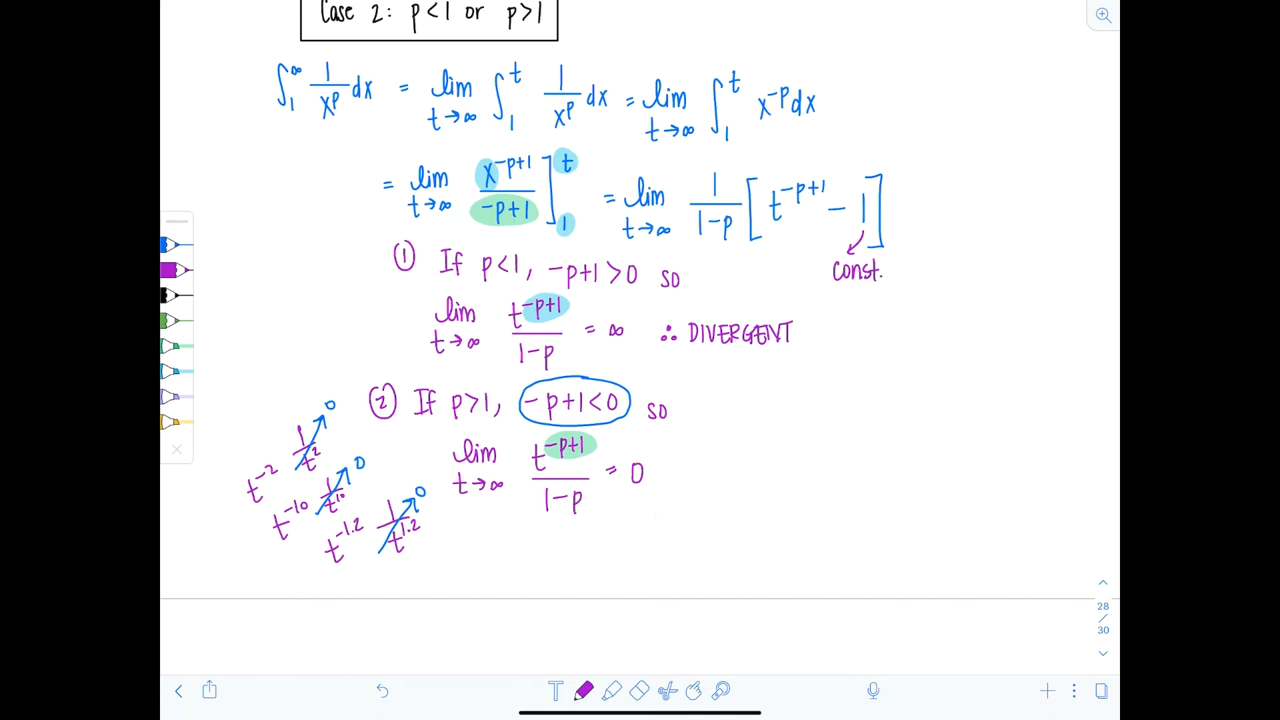 Case 2: p<1 or p>1
∫₁^∞ 1/x^p dx = lim t→∞ ∫₁^t 1/x^p dx = lim t→∞ ∫₁^t x^-p dx
= lim t→∞ x^-p+1/-p+1 ]₁^t = lim t→∞ 1/1-p [t^-p+1 - 1]
const.
① If p<1, -p+1>0 so
lim t→∞ t^-p+1/1-p = ∞ ∴ DIVERGENT
② If p>1, -p+1<0 so
lim t→∞ t^-p+1/1-p = 0
t^-2 1/t^2 0
t^-10 1/t^10 0
t^-1.2 1/t^1.2 0
28
/
30
T